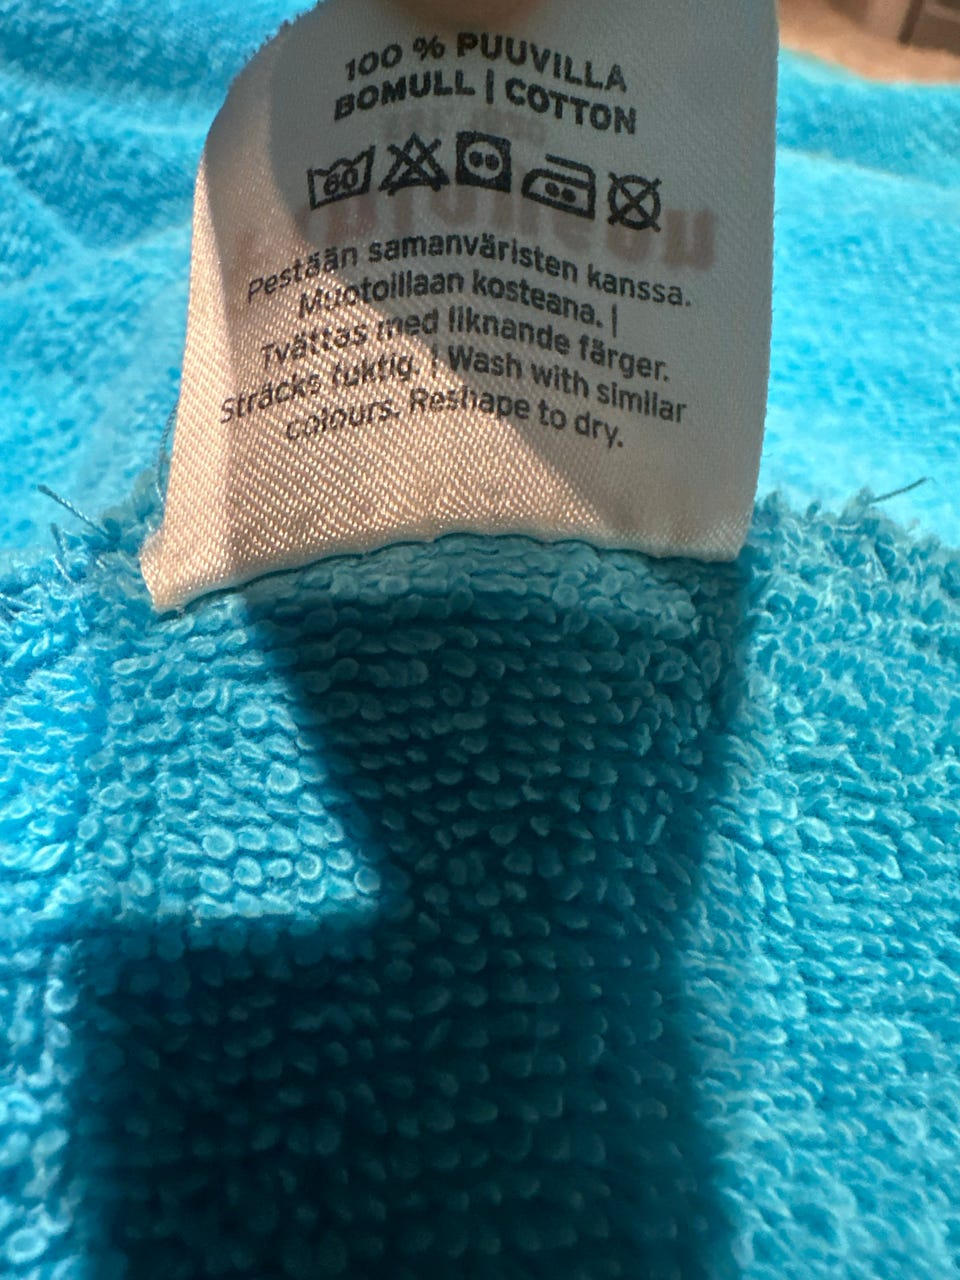 100 % PUUVILLA
BOMULL | COTTON
60
Pestään samanväristen kanssa.
Muotoillaan kosteana. |
Tvättas med liknande färger.
Sträcks fuktig. | Wash with similar
colours. Reshape to dry.